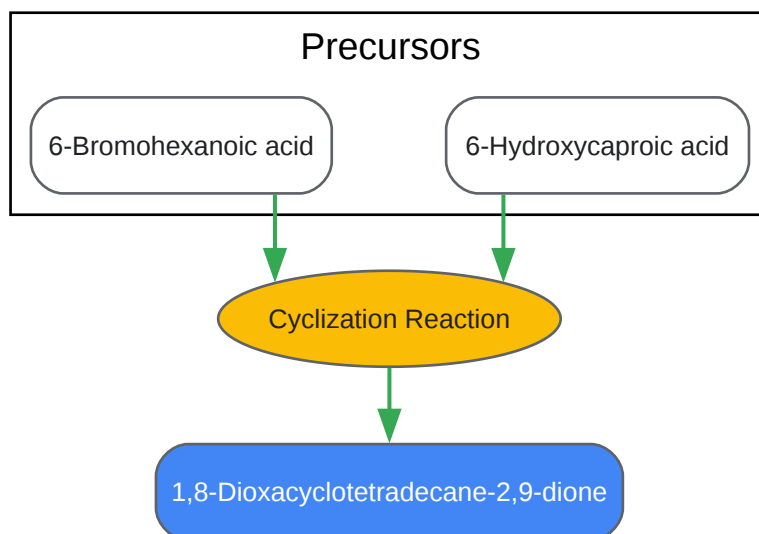 Precursors
6-Bromohexanoic acid
6-Hydroxycaproic acid
Cyclization Reaction
1,8-Dioxacyclotetradecane-2,9-dione